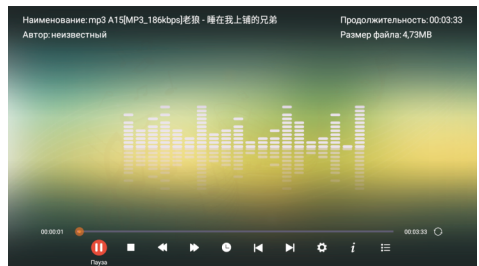 Наименование: mp3 A15[MP3_186kbps]老狼 - 睡在我上铺的兄弟
Продолжительность: 00:03:33
Автор: неизвестный
Размер файла: 4,73MB
00:00:01
00:03:33
Пауза